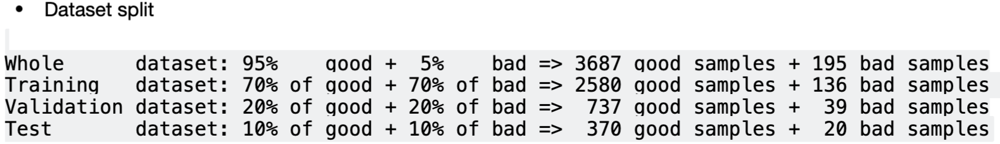 • Dataset split
Whole      dataset: 95%    good +  5%    bad => 3687 good samples + 195 bad samples
Training   dataset: 70% of good + 70% of bad => 2580 good samples + 136 bad samples
Validation dataset: 20% of good + 20% of bad =>  737 good samples +  39 bad samples
Test       dataset: 10% of good + 10% of bad =>  370 good samples +  20 bad samples